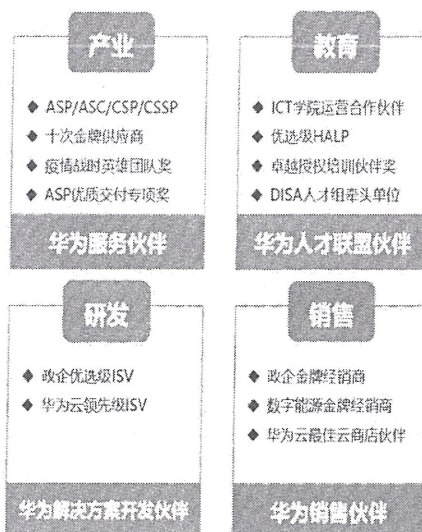 产业
◆ ASP/ASC/CSP/CSSP
◆ 十次金牌供应商
◆ 疫情战时英雄团队奖
◆ ASP优质交付专项奖
华为服务伙伴
教育
◆ ICT学院运营合作伙伴
◆ 优选级HALP
◆ 卓越授权培训伙伴奖
◆ DISA人才组牵头单位
华为人才联盟伙伴
研发
◆ 政企优选级ISV
◆ 华为云领先级ISV
华为解决方案开发伙伴
销售
◆ 政企金牌经销商
◆ 数字能源金牌经销商
◆ 华为云最佳云商店伙伴
华为销售伙伴